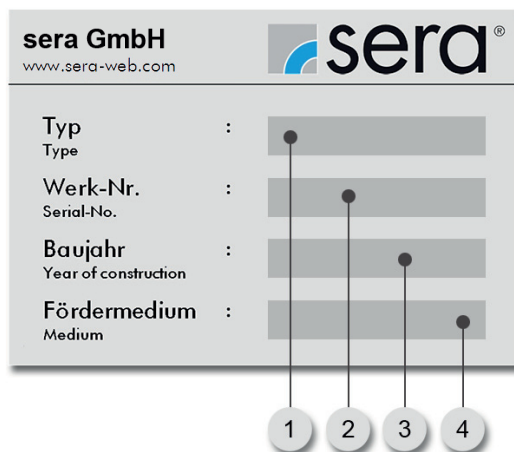 sera GmbH
www.sera-web.com
sera®
Typ :
Type
Werk-Nr. :
Serial-No.
Baujahr :
Year of construction
Fördermedium :
Medium
1 2 3 4